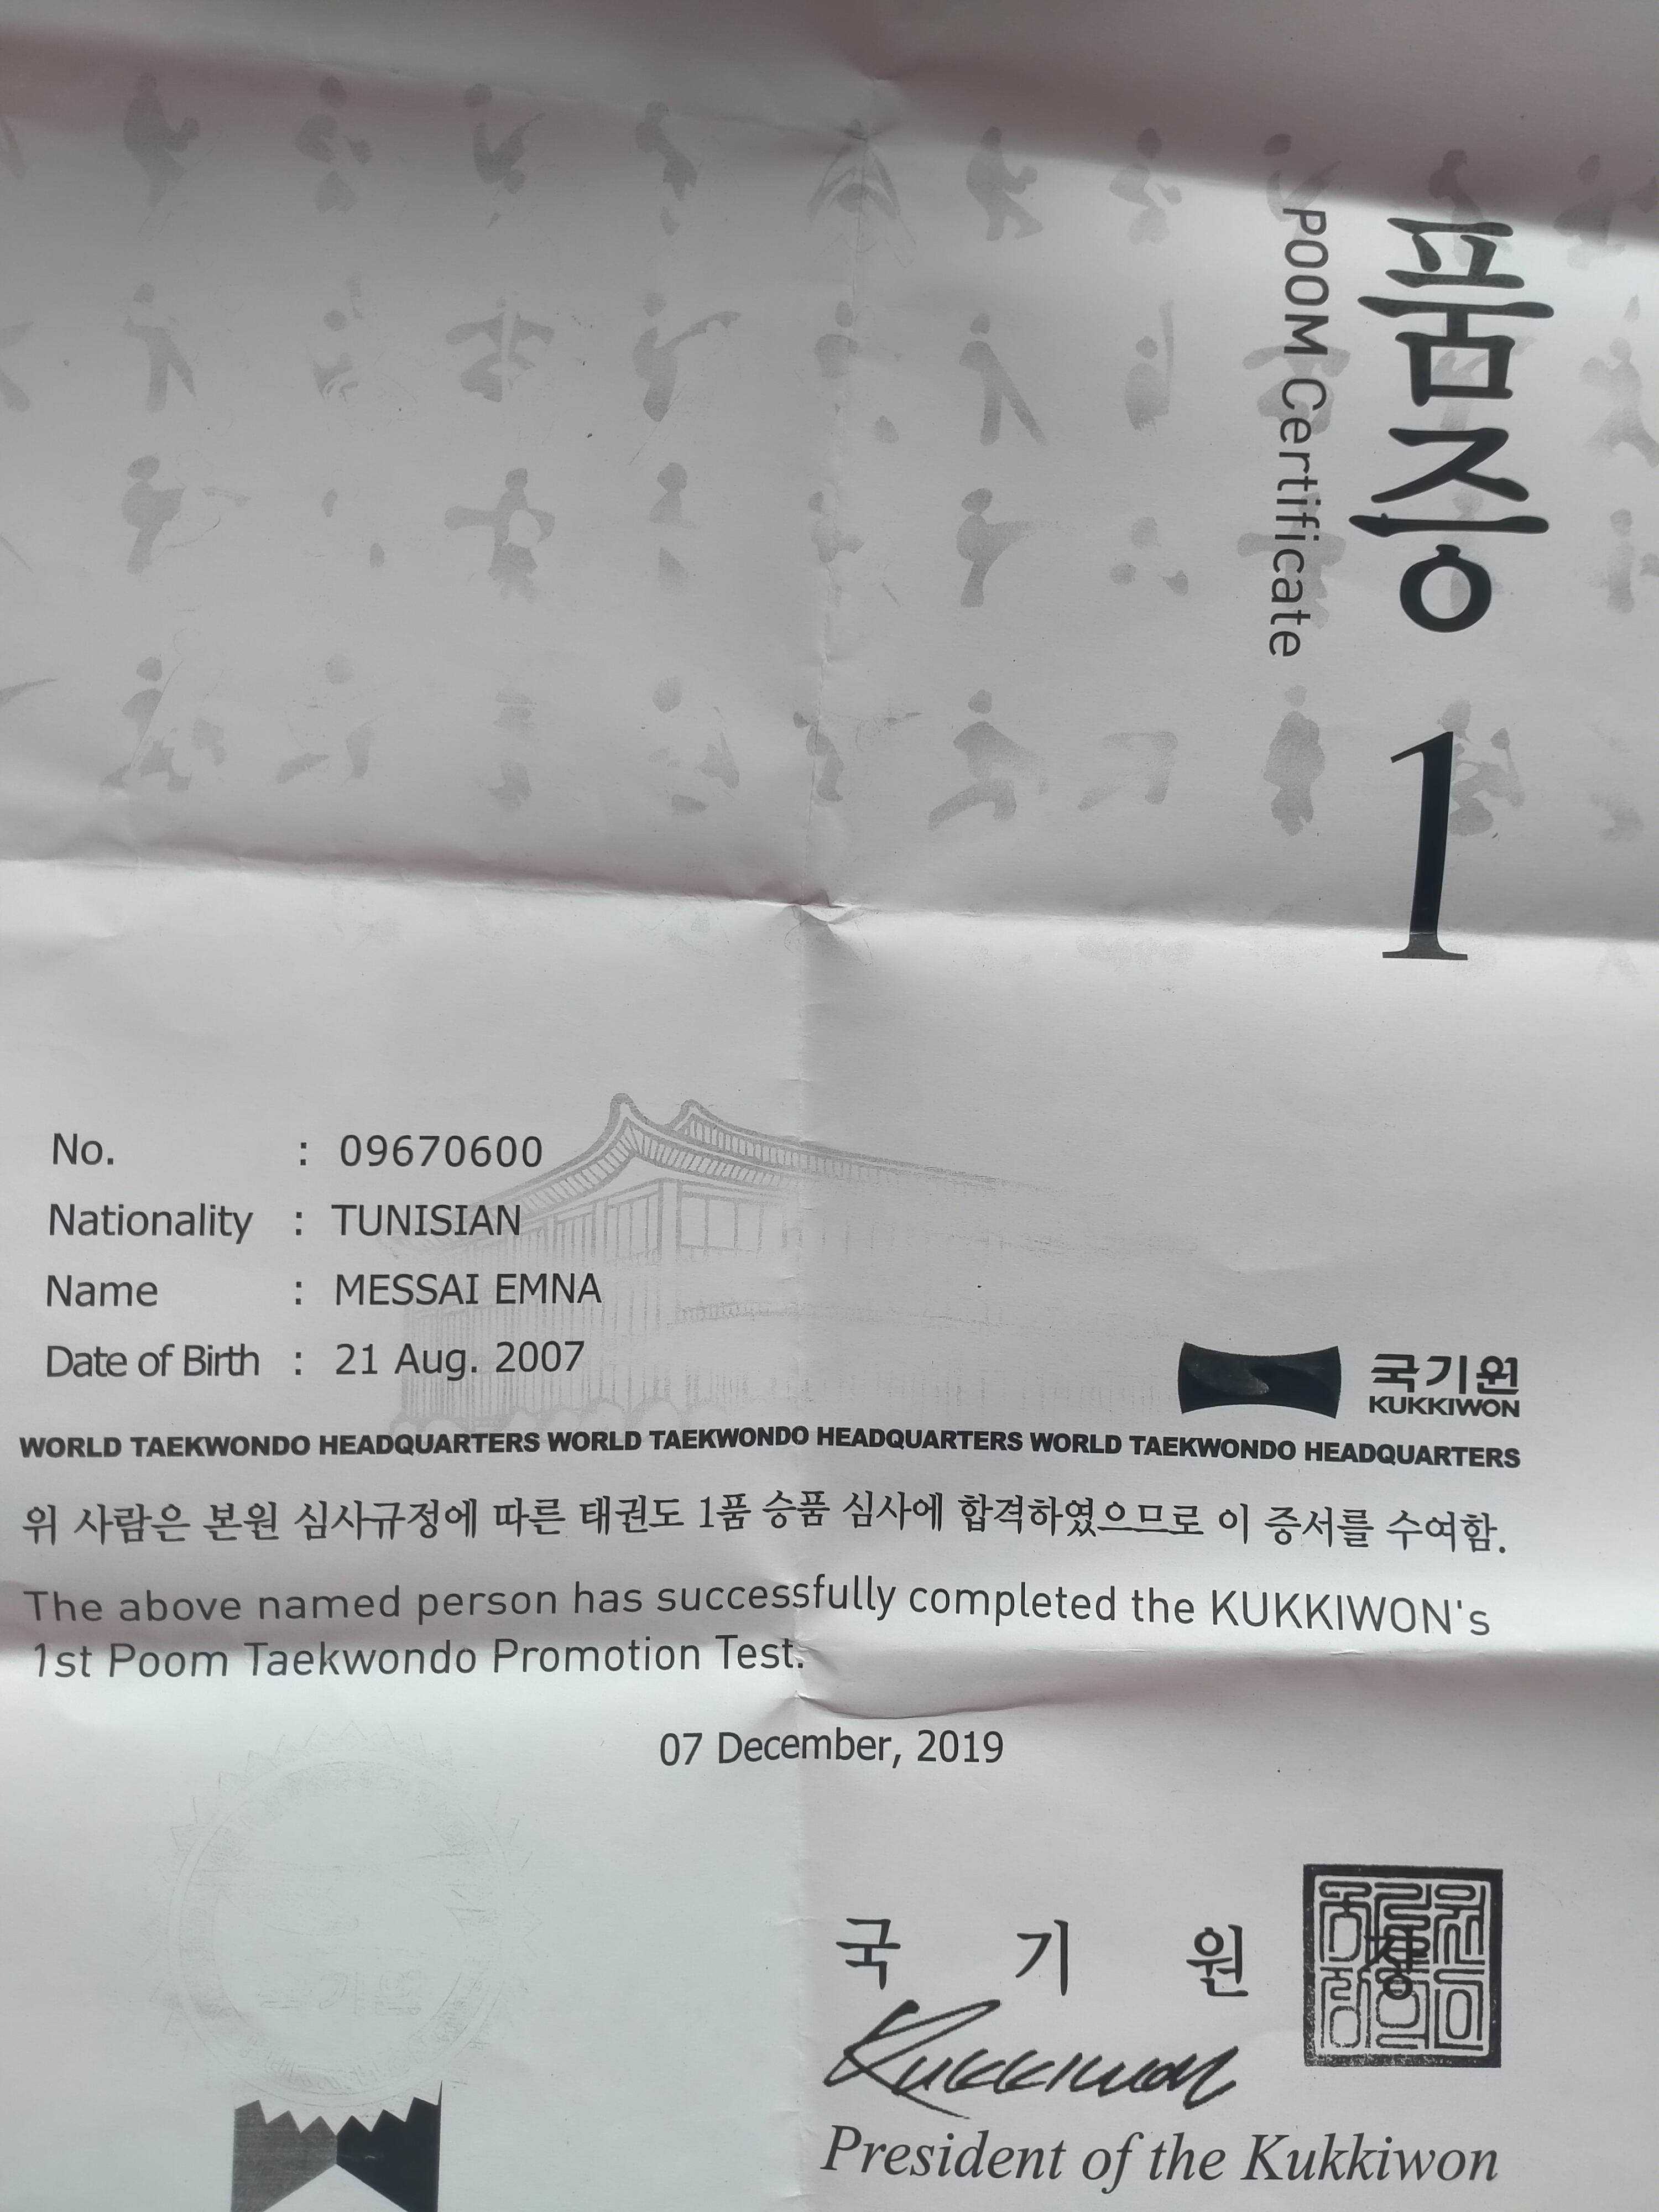 품증 1
POOM Certificate
No. : 09670600
Nationality : TUNISIAN
Name : MESSAI EMNA
Date of Birth : 21 Aug. 2007
국기원
KUKKIWON
WORLD TAEKWONDO HEADQUARTERS WORLD TAEKWONDO HEADQUARTERS WORLD TAEKWONDO HEADQUARTERS
위 사람은 본원 심사규정에 따른 태권도 1품 승품 심사에 합격하였으므로 이 증서를 수여함.
The above named person has successfully completed the KUKKIWON's
1st Poom Taekwondo Promotion Test.
07 December, 2019
국 기 원
Kukkiwon
President of the Kukkiwon